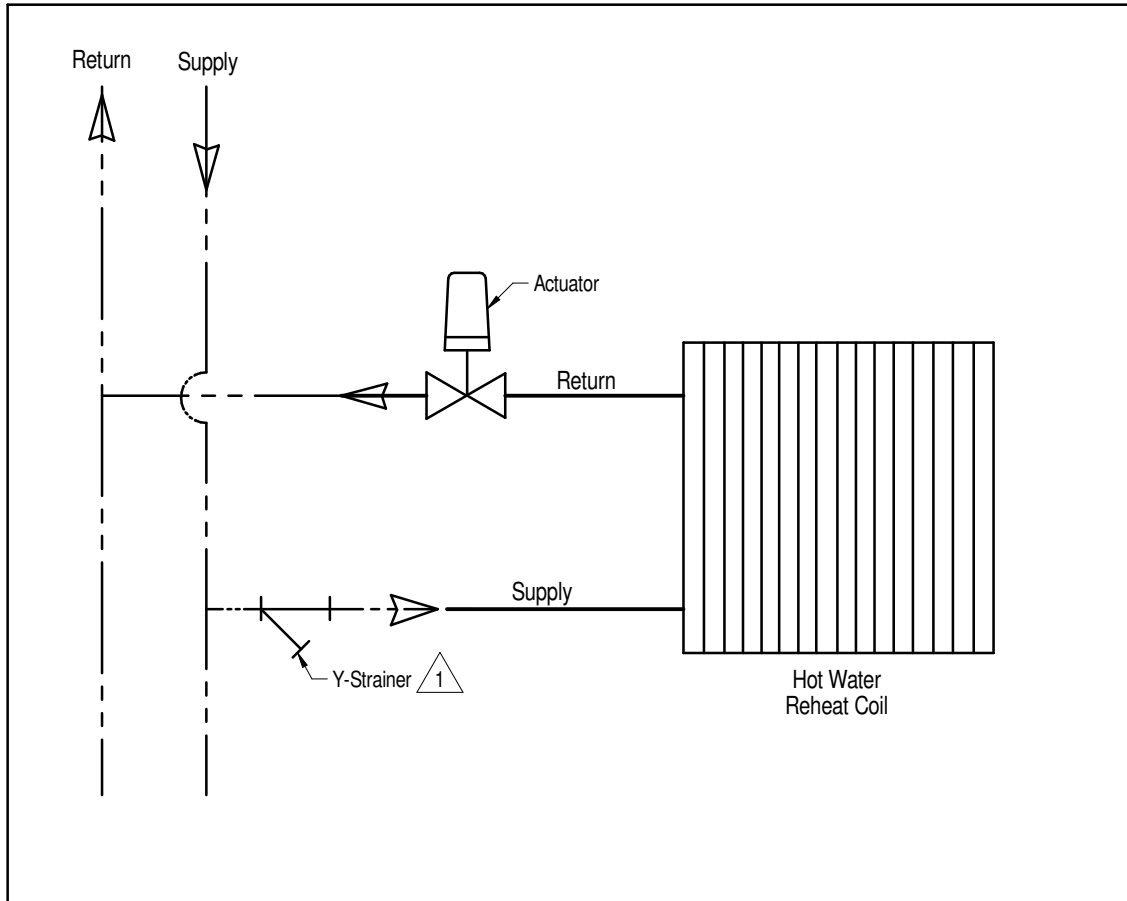 Return
Supply
Actuator
Return
Supply
Y-Strainer 1
Hot Water
Reheat Coil